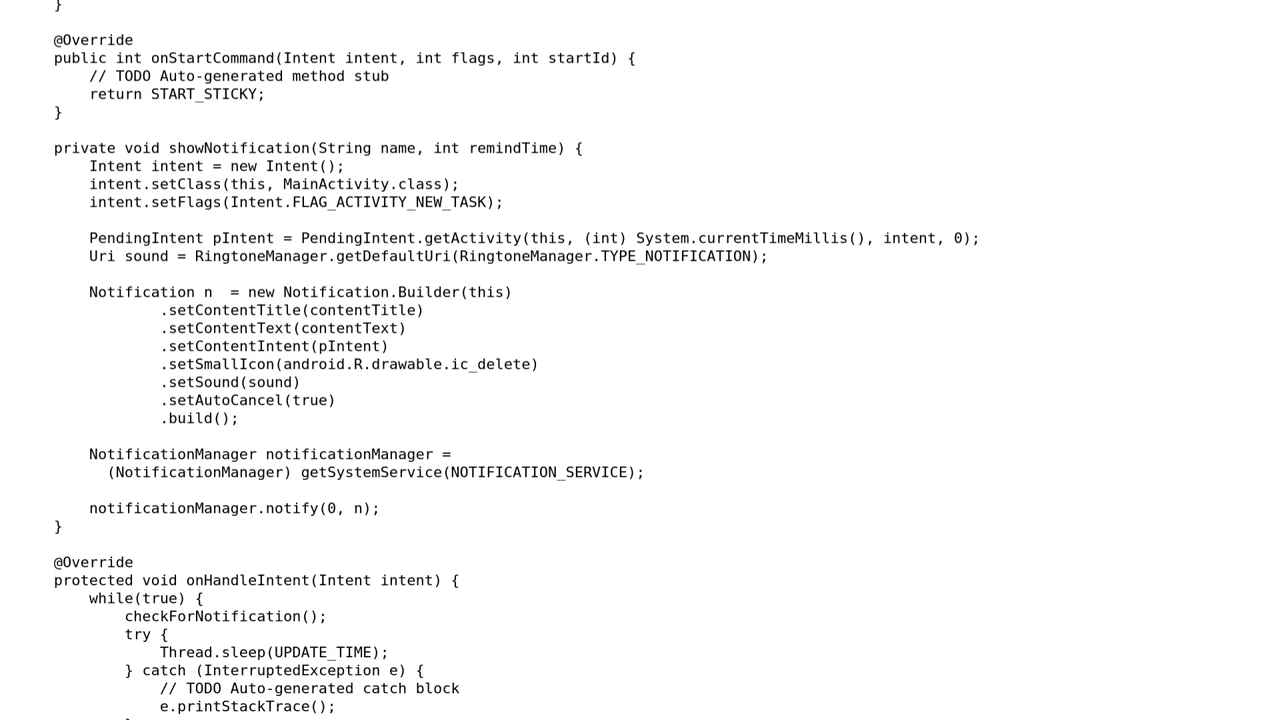 }
@Override
public int onStartCommand(Intent intent, int flags, int startId) {
// TODO Auto-generated method stub
return START_STICKY;
}
private void showNotification(String name, int remindTime) {
Intent intent = new Intent();
intent.setClass(this, MainActivity.class);
intent.setFlags(Intent.FLAG_ACTIVITY_NEW_TASK);
PendingIntent pIntent = PendingIntent.getActivity(this, (int) System.currentTimeMillis(), intent, 0);
Uri sound = RingtoneManager.getDefaultUri(RingtoneManager.TYPE_NOTIFICATION);
Notification n  = new Notification.Builder(this)
.setContentTitle(contentTitle)
.setContentText(contentText)
.setContentIntent(pIntent)
.setSmallIcon(android.R.drawable.ic_delete)
.setSound(sound)
.setAutoCancel(true)
.build();
NotificationManager notificationManager =
(NotificationManager) getSystemService(NOTIFICATION_SERVICE);
notificationManager.notify(0, n);
}
@Override
protected void onHandleIntent(Intent intent) {
while(true) {
checkForNotification();
try {
Thread.sleep(UPDATE_TIME);
} catch (InterruptedException e) {
// TODO Auto-generated catch block
e.printStackTrace();